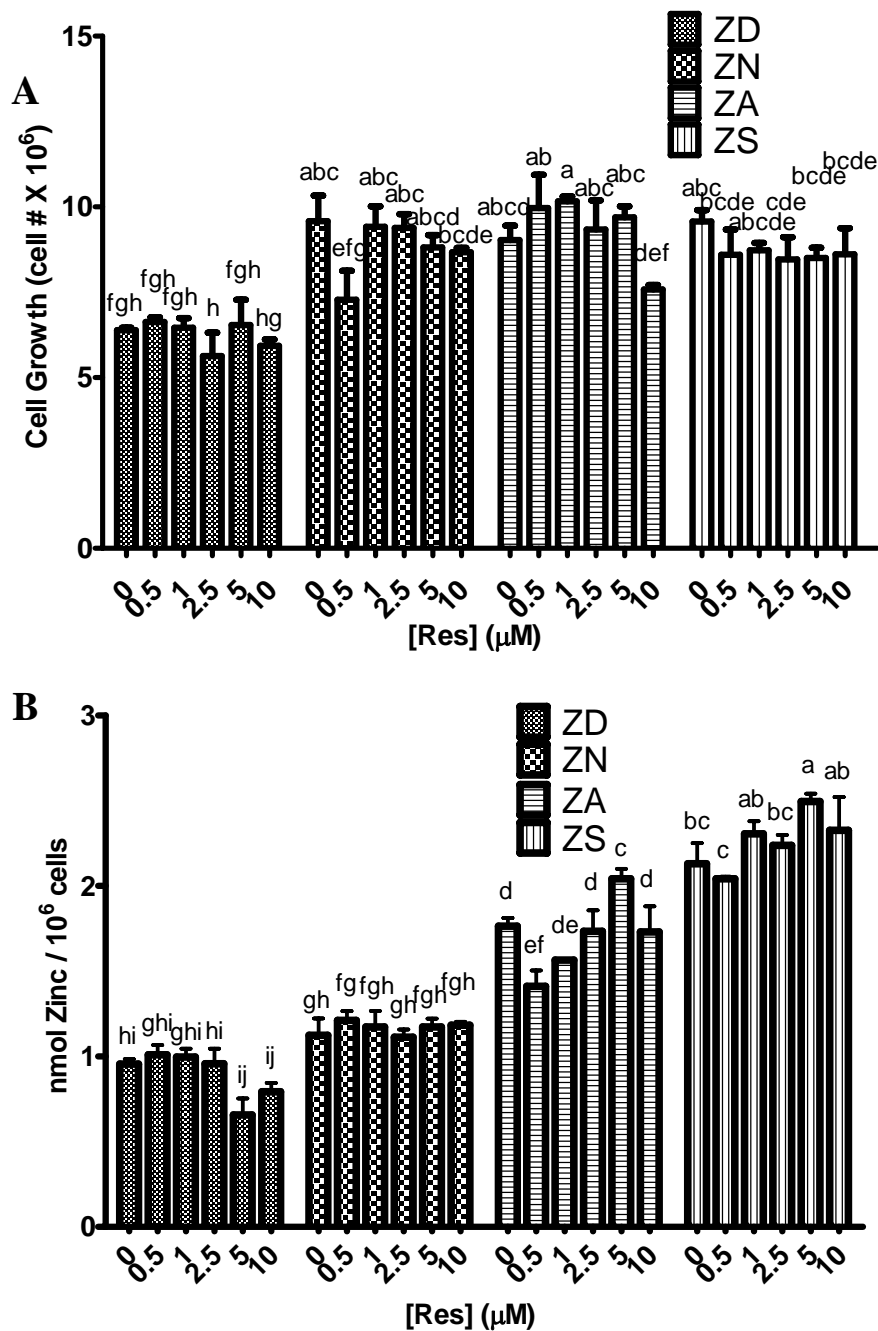 A
ZD
ZN
ZA
ZS
Cell Growth (cell # X 10⁶)
15
10
5
0
fgh
fgh
fgh
h
fgh
hg
abc
efg
abc
abc
abcd
bcde
abcd
ab
a
abc
abc
def
abc
bcde
abcde
cde
bcde
bcde
0 0.5 1 2.5 5 10 0 0.5 1 2.5 5 10 0 0.5 1 2.5 5 10 0 0.5 1 2.5 5 10
[Res] (μM)
B
ZD
ZN
ZA
ZS
nmol Zinc / 10⁶ cells
3
2
1
0
hi
ghi
ghi
hi
ij
ij
gh
fg
fgh
gh
fgh
fgh
d
ef
de
d
c
d
bc
c
ab
bc
a
ab
0 0.5 1 2.5 5 10 0 0.5 1 2.5 5 10 0 0.5 1 2.5 5 10 0 0.5 1 2.5 5 10
[Res] (μM)